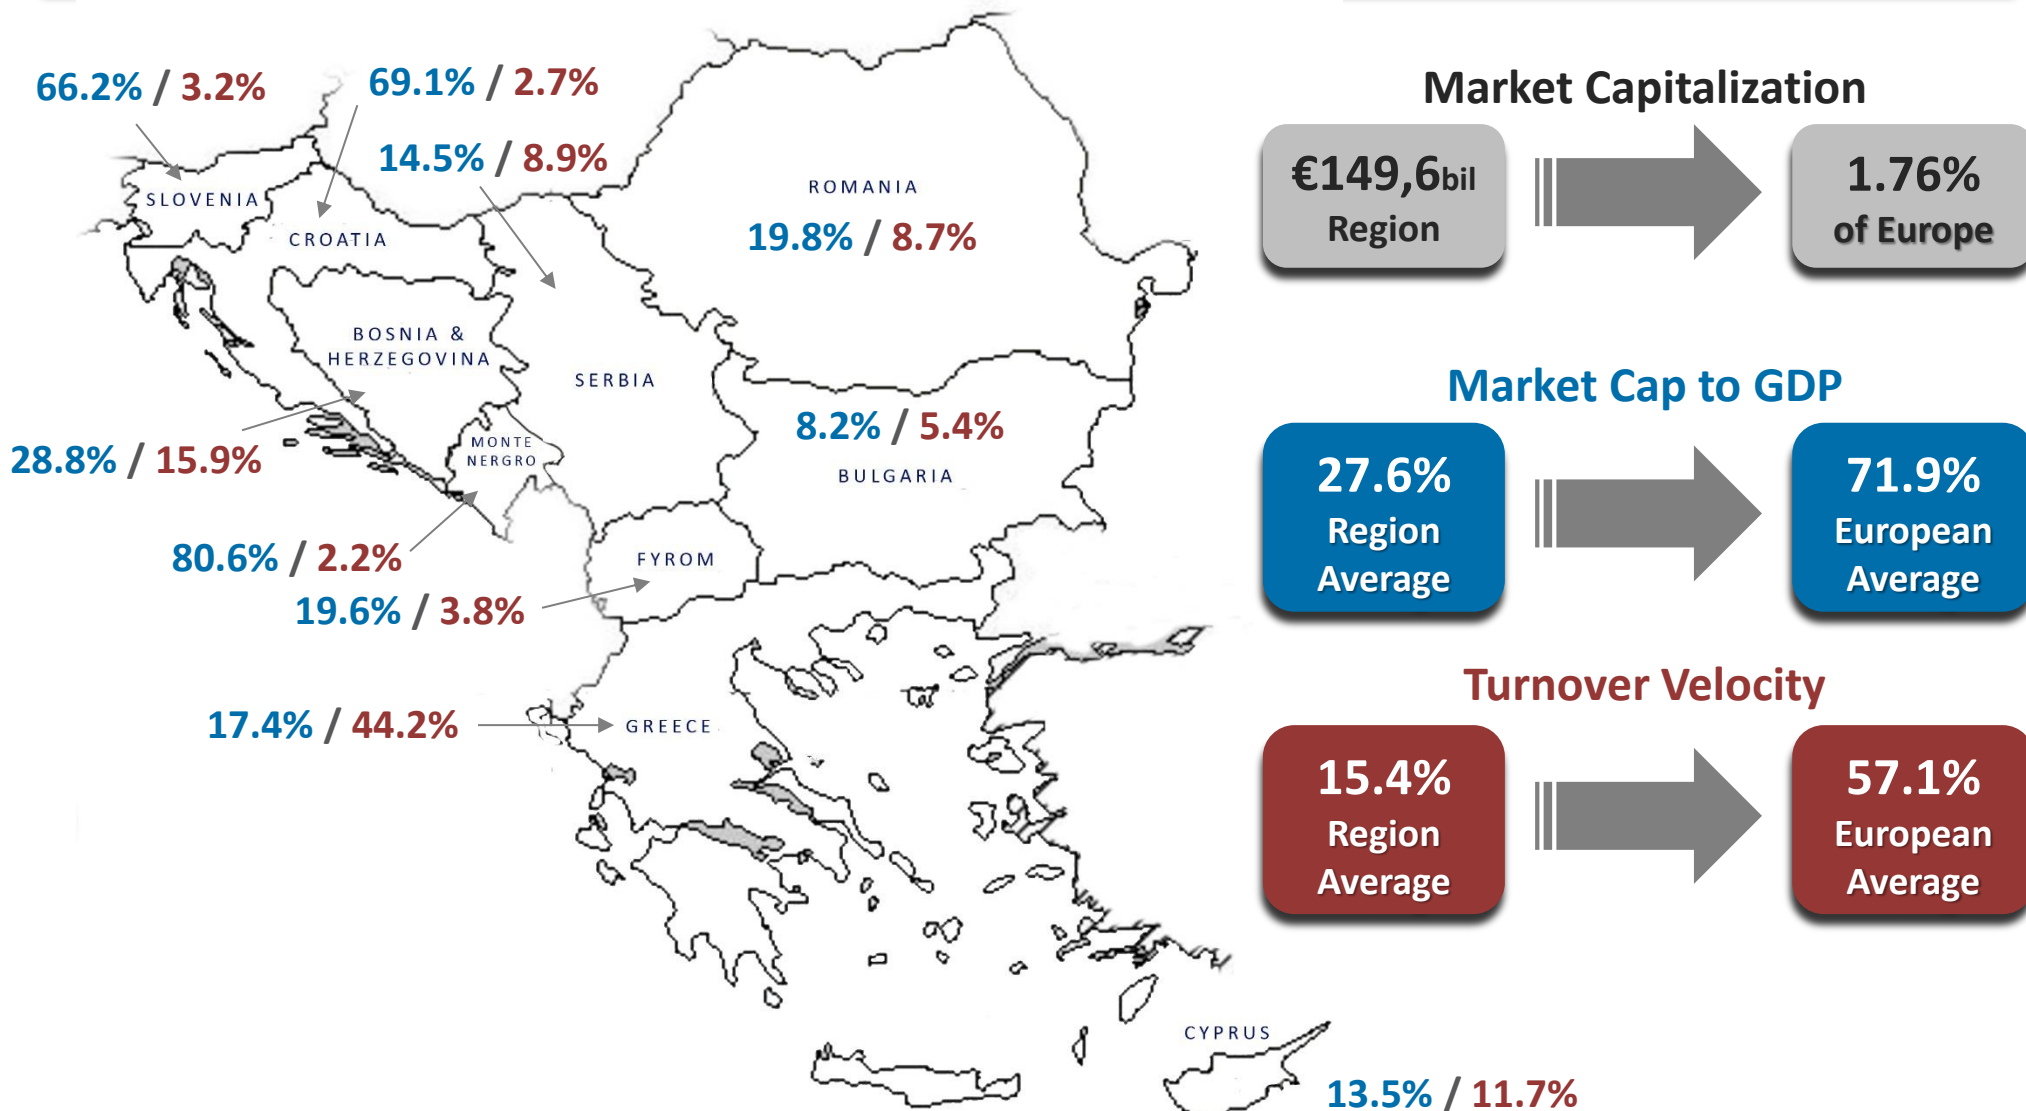 66.2% / 3.2%
69.1% / 2.7%
14.5% / 8.9%
SLOVENIA
CROATIA
ROMANIA
19.8% / 8.7%
BOSNIA &
HERZEGOVINA
SERBIA
28.8% / 15.9%
MONTE
NERGRO
8.2% / 5.4%
BULGARIA
80.6% / 2.2%
FYROM
19.6% / 3.8%
17.4% / 44.2%
GREECE
CYPRUS
13.5% / 11.7%
Market Capitalization
€149,6bil
Region
1.76%
of Europe
Market Cap to GDP
27.6%
Region
Average
71.9%
European
Average
Turnover Velocity
15.4%
Region
Average
57.1%
European
Average